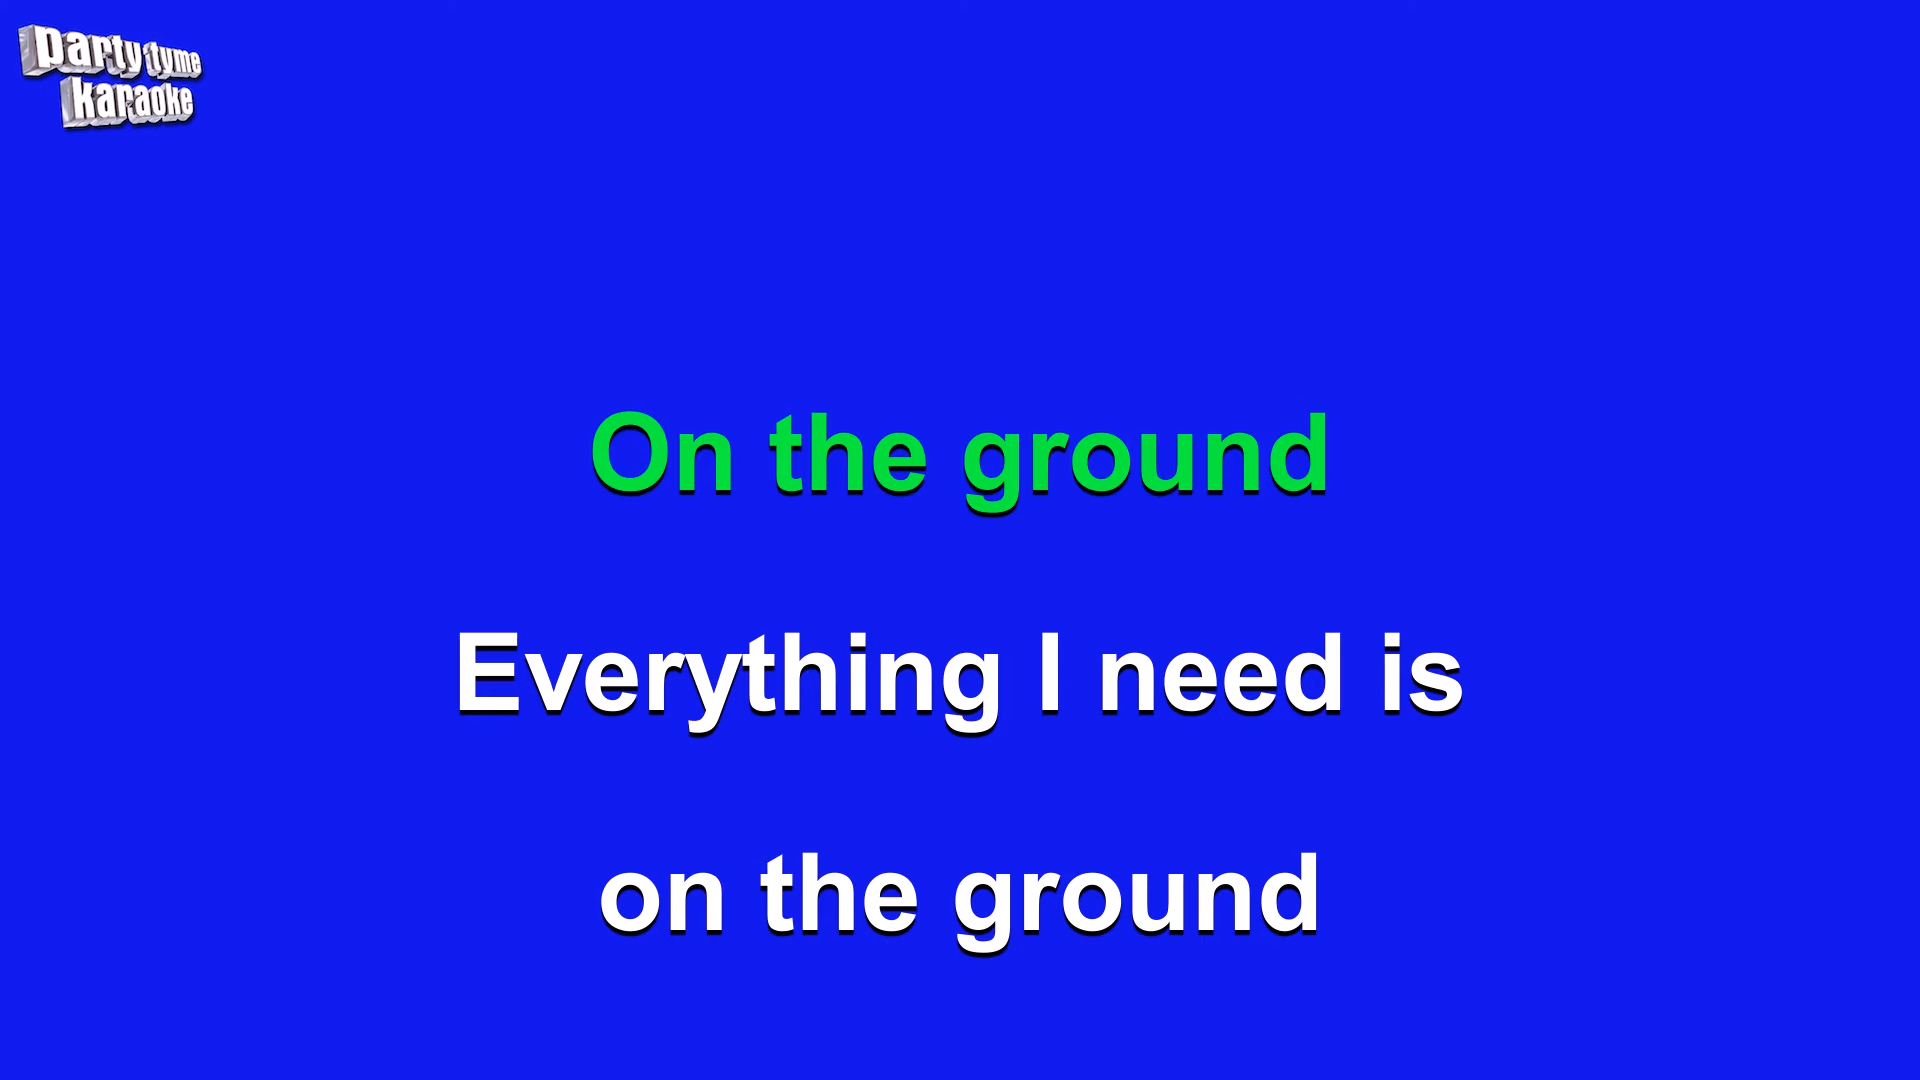 party tyme
karaoke
On the ground
Everything I need is
on the ground